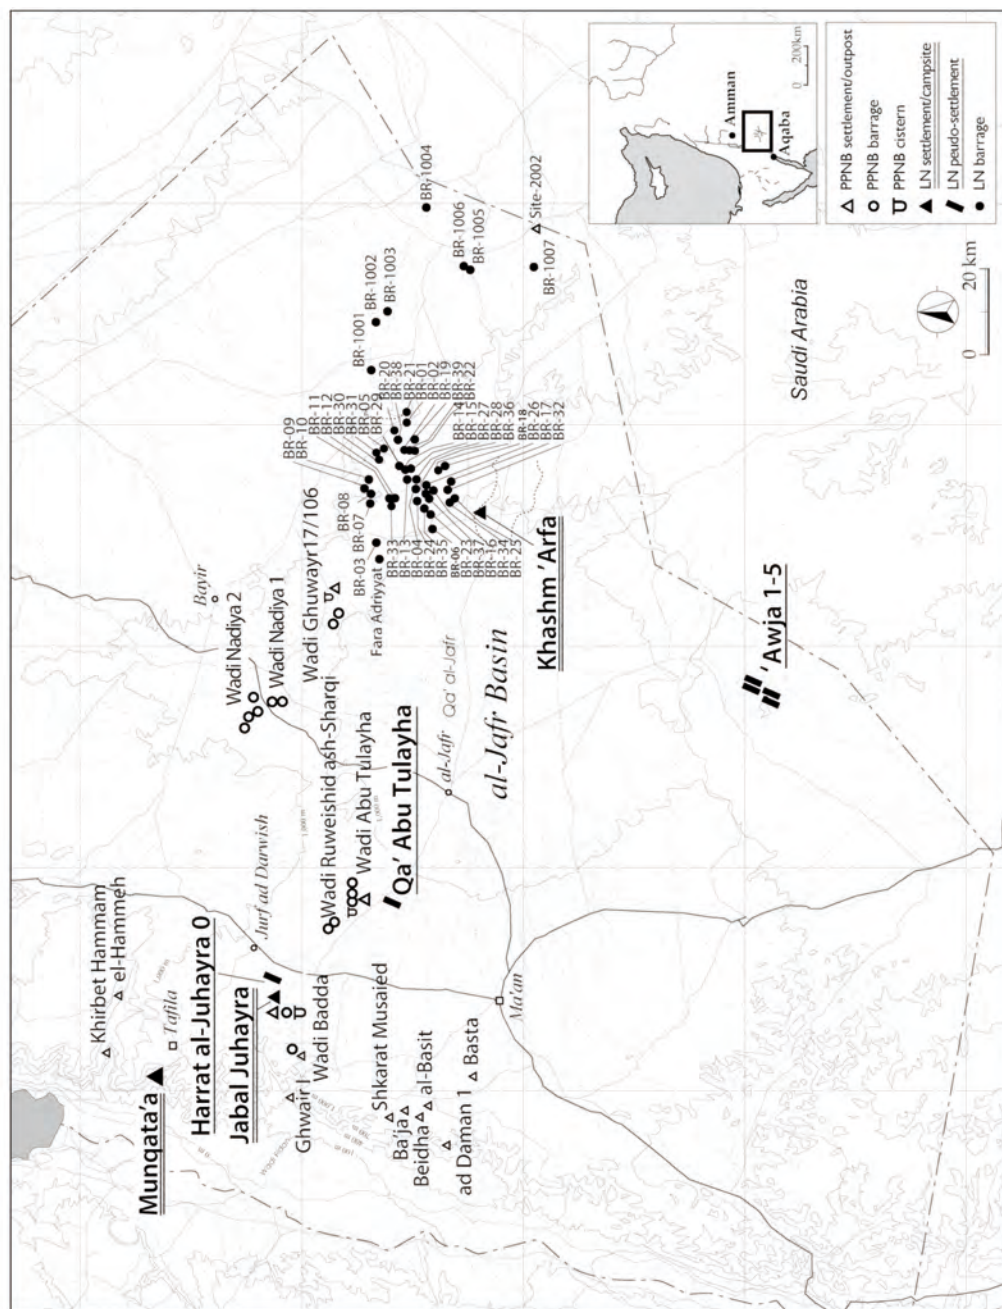 Khirbet Hammam
el-Hammeh
Munqata'a
Tafila
Jurf ad Darwish
Harrat al-Juhayra 0
Jabal Juhayra
Wadi Badda
Ghwair I
Shkarat Musaied
Ba'ja
Beidha
al-Basit
ad Daman 1
Basta
Ma'an
Bayir
Wadi Nadiya 2
Wadi Nadiya 1
Wadi Ghuwayr 17/106
Wadi Ruweishid ash-Sharqi
Wadi Abu Tulayha
Qa' Abu Tulayha
al-Jafr
Qa' al-Jafr
al-Jafr Basin
1,000 m
1,000 m
Fara Adriyyat
BR-03
BR-07
BR-08
BR-09
BR-10
BR-11
BR-12
BR-30
BR-31
BR-05
BR-29
BR-20
BR-38
BR-21
BR-01
BR-02
BR-19
BR-39
BR-22
BR-14
BR-15
BR-27
BR-28
BR-36
BR-18
BR-26
BR-17
BR-32
BR-33
BR-13
BR-04
BR-24
BR-35
BR-06
BR-23
BR-37
BR-16
BR-34
BR-25
Khashm 'Arfa
BR-1001
BR-1002
BR-1003
BR-1004
BR-1006
BR-1005
Site-2002
BR-1007
'Awja 1-5
Saudi Arabia
0 20 km
Amman
Aqaba
0 200km
PPNB settlement/outpost
PPNB barrage
PPNB cistern
LN settlement/campsite
LN peudo-settlement
LN barrage